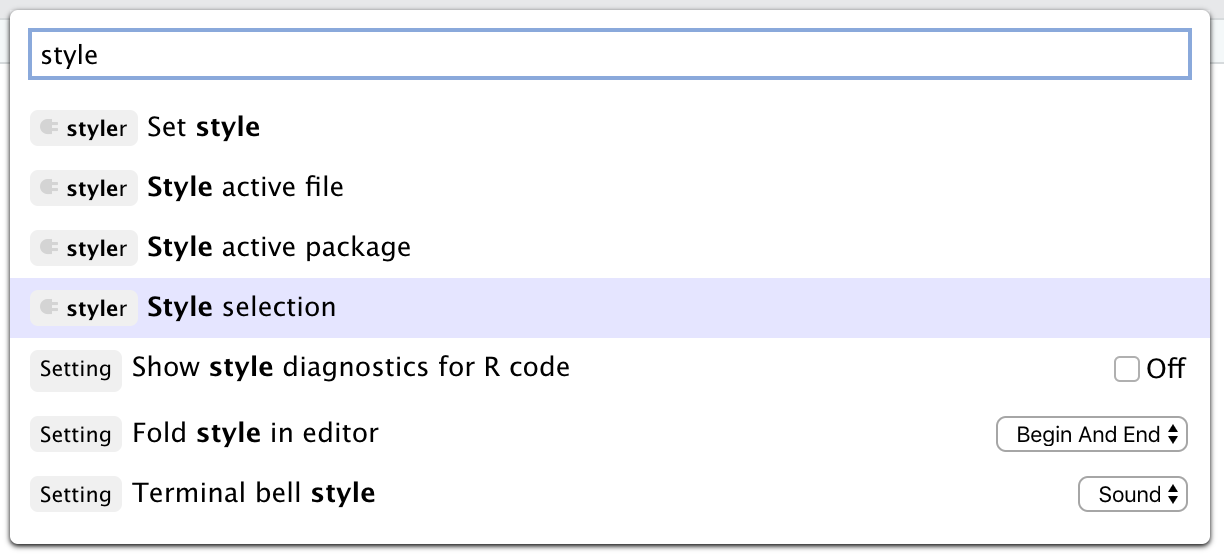 style
styler Set style
styler Style active file
styler Style active package
styler Style selection
Setting Show style diagnostics for R code Off
Setting Fold style in editor Begin And End
Setting Terminal bell style Sound